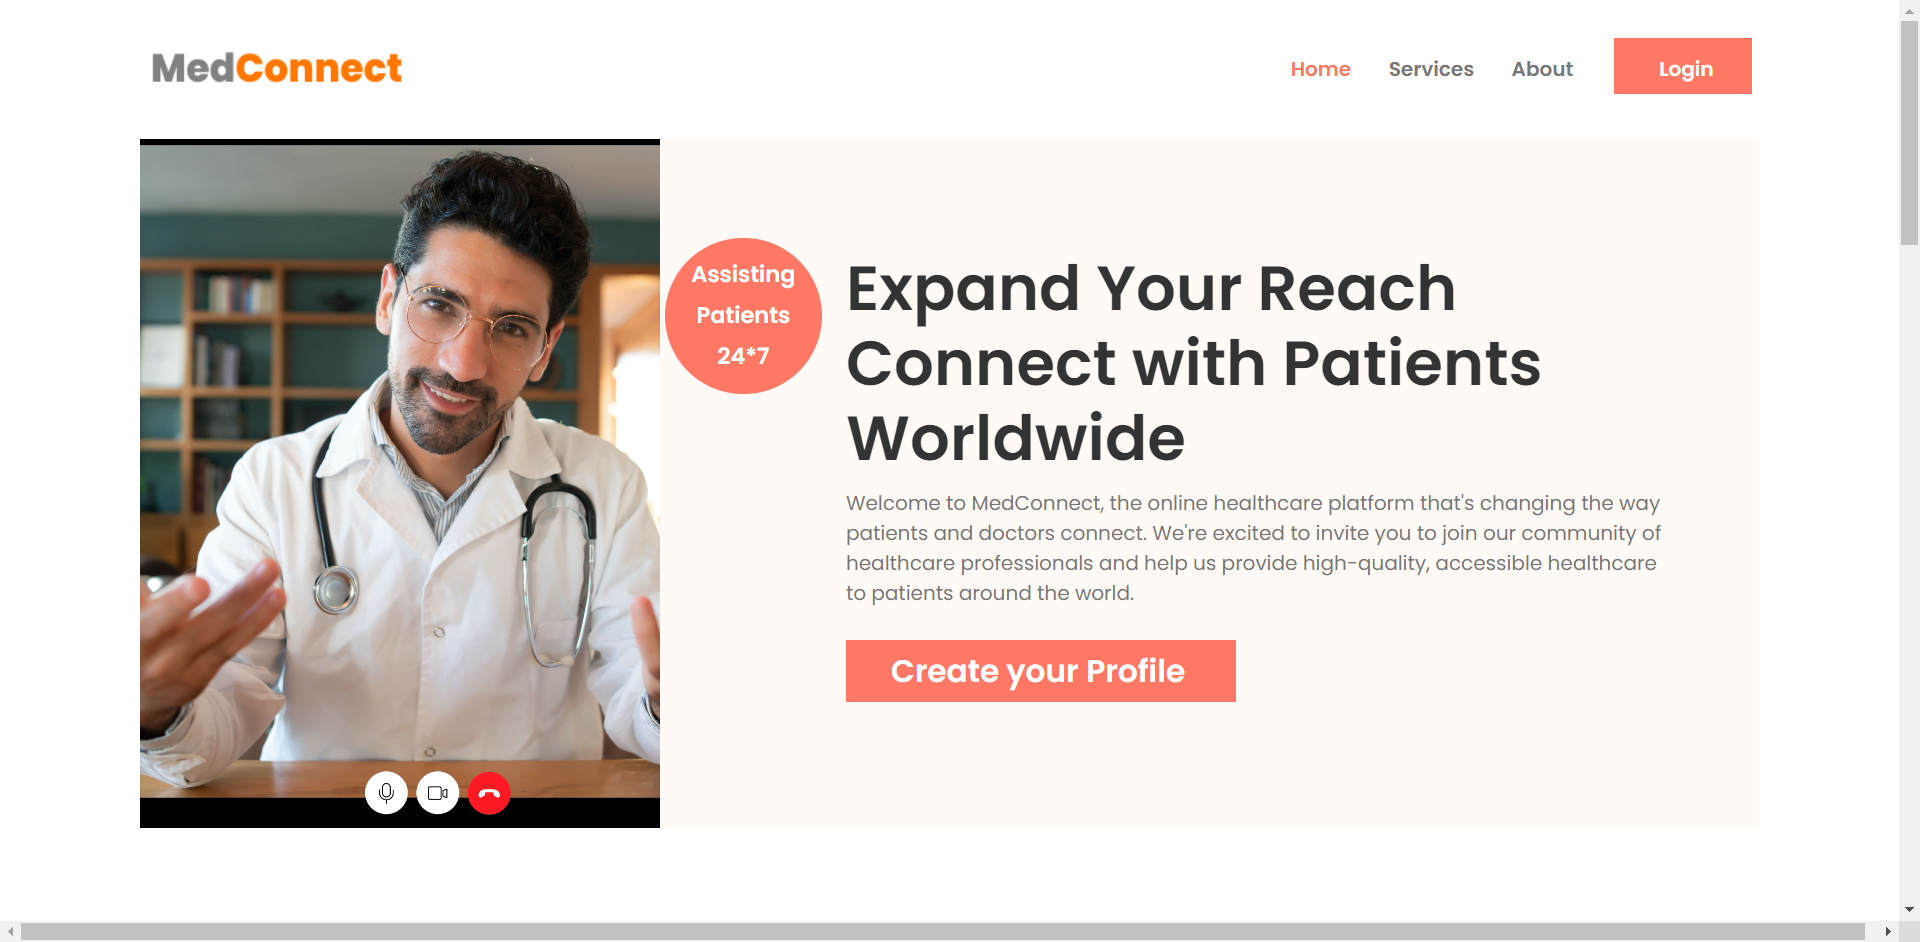 MedConnect
Home
Services
About
Login
Assisting
Patients
24*7
Expand Your Reach
Connect with Patients
Worldwide
Welcome to MedConnect, the online healthcare platform that's changing the way
patients and doctors connect. We're excited to invite you to join our community of
healthcare professionals and help us provide high-quality, accessible healthcare
to patients around the world.
Create your Profile